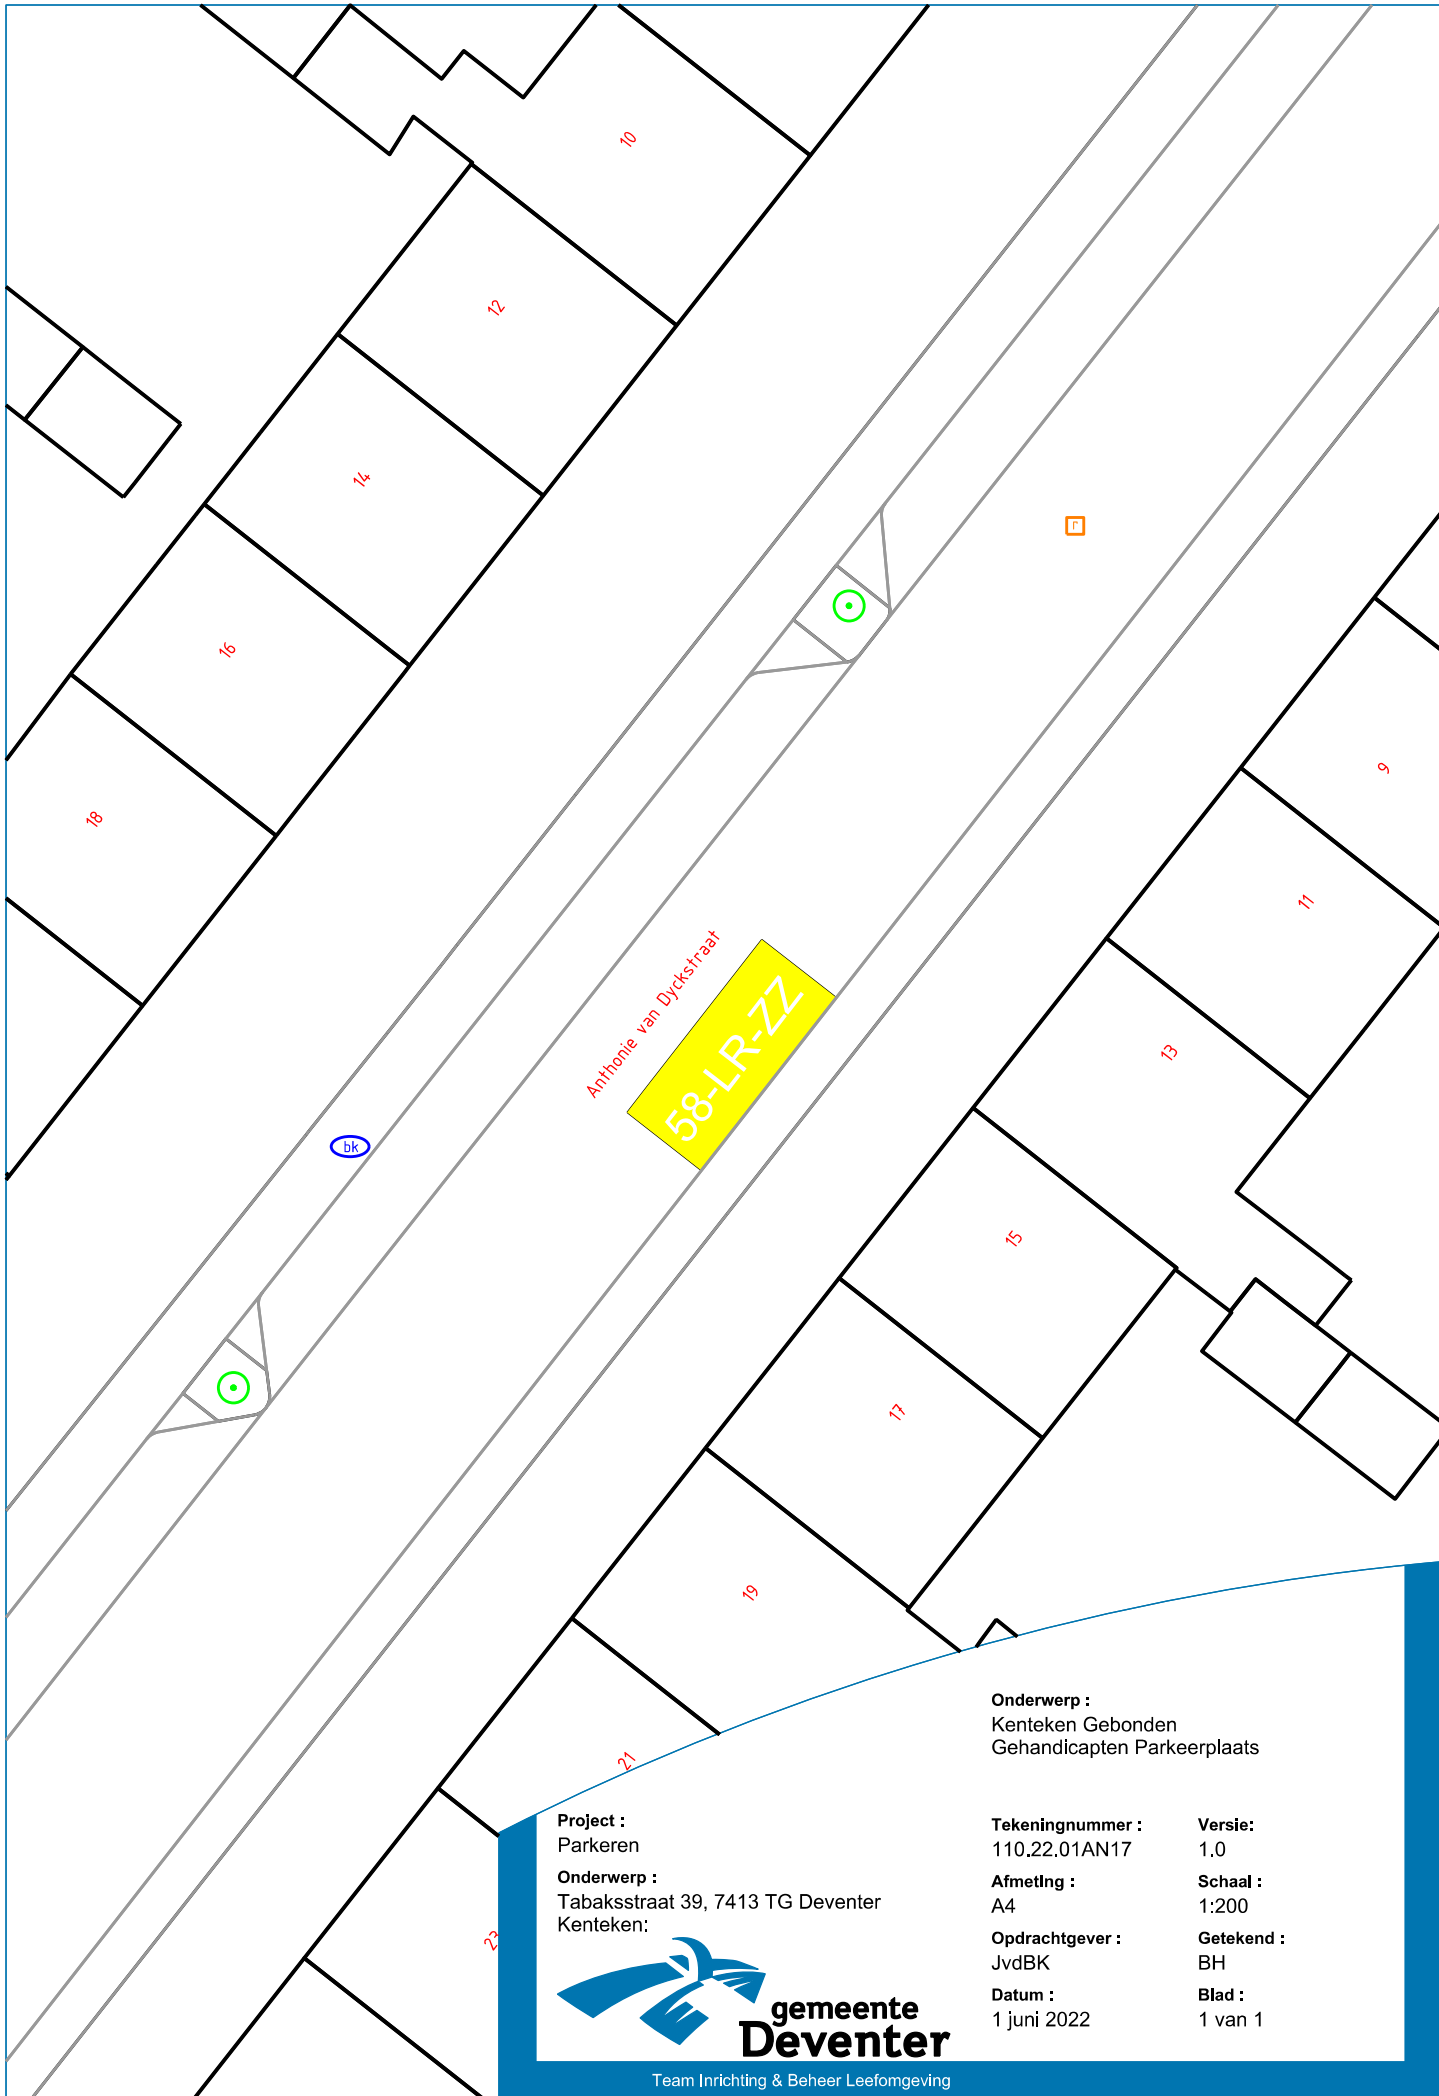 10
12
14
16
18
9
11
13
15
17
19
21
Anthonie van Dyckstraat
58-LR-ZZ
bk
Onderwerp :
Kenteken Gebonden
Gehandicapten Parkeerplaats
Project :
Parkeren
Onderwerp :
Tabaksstraat 39, 7413 TG Deventer
Kenteken:
Tekeningnummer :
110.22.01AN17
Versie:
1.0
Afmeting :
A4
Schaal :
1:200
Opdrachtgever :
JvdBK
Getekend :
BH
Datum :
1 juni 2022
Blad :
1 van 1
gemeente
Deventer
Team Inrichting & Beheer Leefomgeving